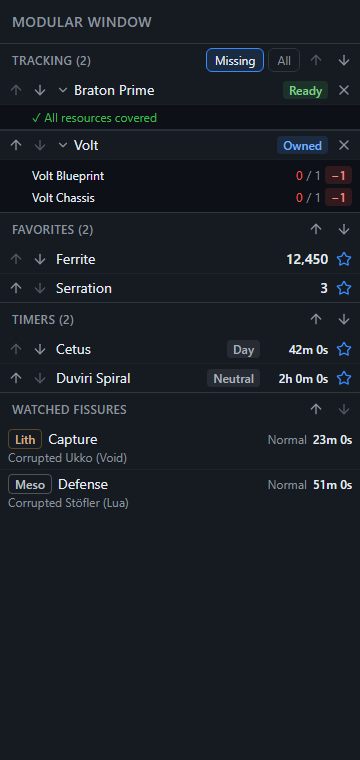 MODULAR WINDOW
TRACKING (2) Missing All
Braton Prime Ready
✓ All resources covered
Volt Owned
Volt Blueprint 0 / 1 −1
Volt Chassis 0 / 1 −1
FAVORITES (2)
Ferrite 12,450
Serration 3
TIMERS (2)
Cetus Day 42m 0s
Duviri Spiral Neutral 2h 0m 0s
WATCHED FISSURES
Lith Capture Normal 23m 0s
Corrupted Ukko (Void)
Meso Defense Normal 51m 0s
Corrupted Stöfler (Lua)